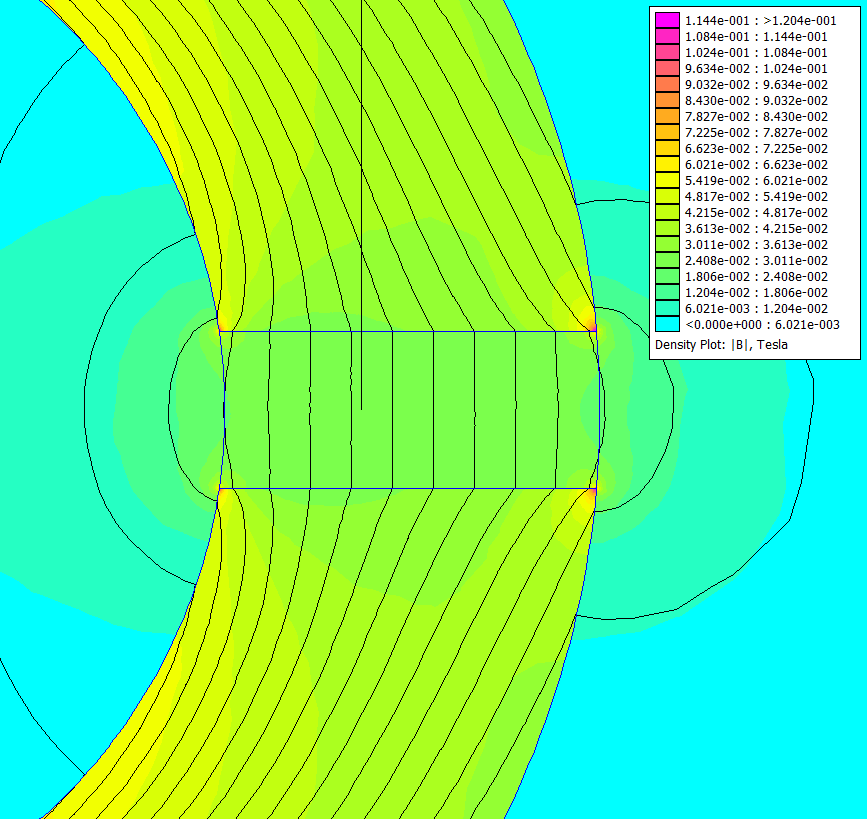 1.144e-001 : >1.204e-001
1.084e-001 : 1.144e-001
1.024e-001 : 1.084e-001
9.634e-002 : 1.024e-001
9.032e-002 : 9.634e-002
8.430e-002 : 9.032e-002
7.827e-002 : 8.430e-002
7.225e-002 : 7.827e-002
6.623e-002 : 7.225e-002
6.021e-002 : 6.623e-002
5.419e-002 : 6.021e-002
4.817e-002 : 5.419e-002
4.215e-002 : 4.817e-002
3.613e-002 : 4.215e-002
3.011e-002 : 3.613e-002
2.408e-002 : 3.011e-002
1.806e-002 : 2.408e-002
1.204e-002 : 1.806e-002
6.021e-003 : 1.204e-002
<0.000e+000 : 6.021e-003
Density Plot: |B|, Tesla